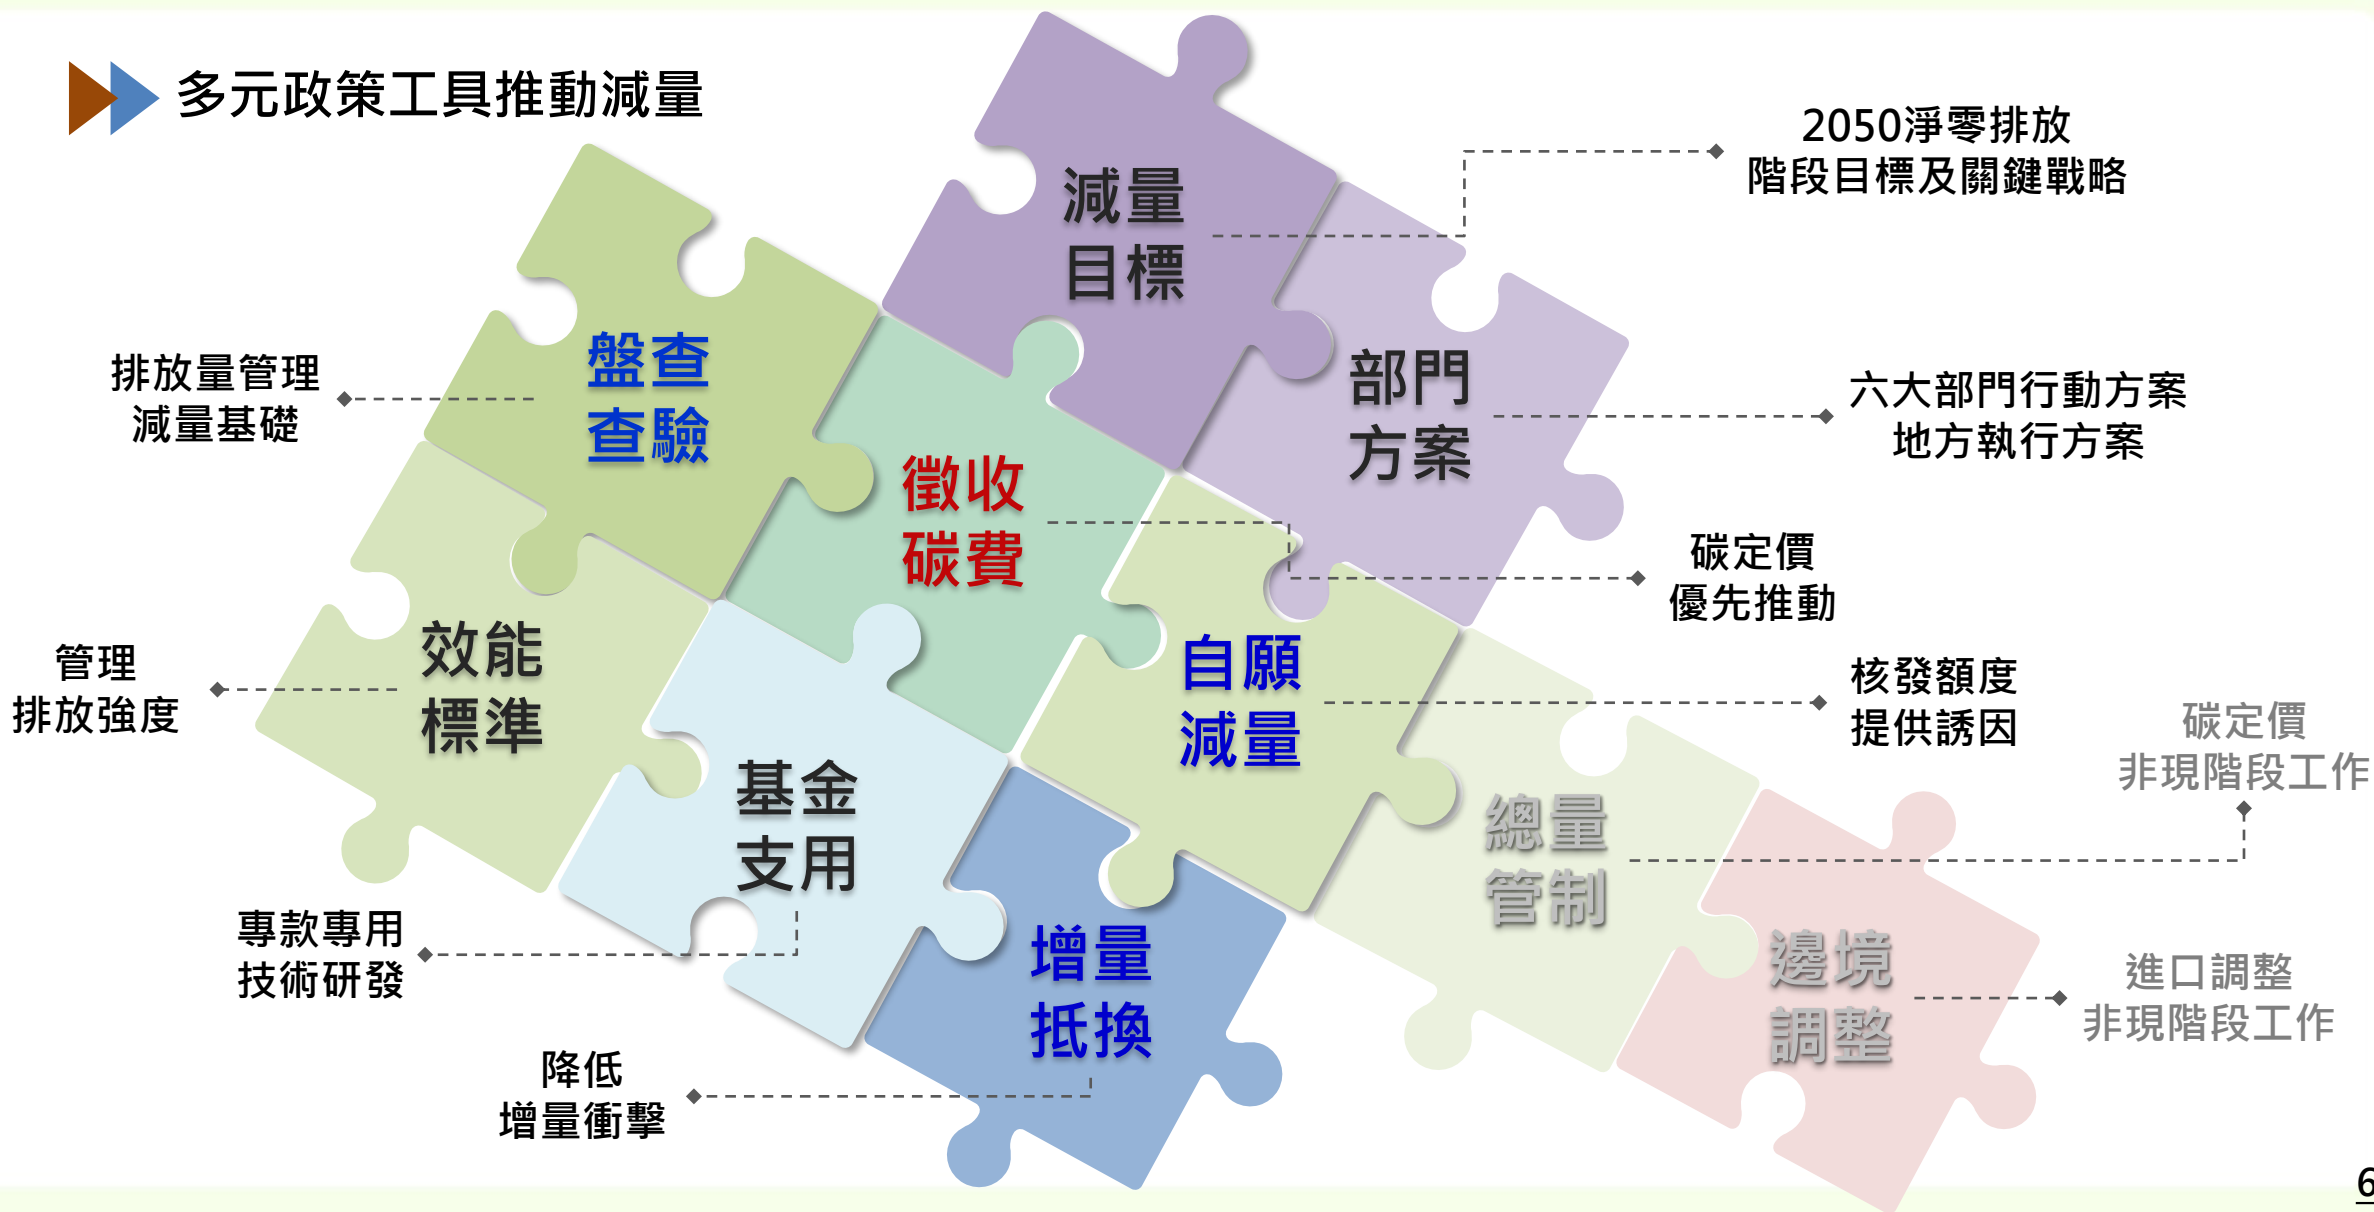 多元政策工具推動減量
減量
目標
2050淨零排放
階段目標及關鍵戰略
盤查
查驗
排放量管理
減量基礎
部門
方案
六大部門行動方案
地方執行方案
徵收
碳費
碳定價
優先推動
效能
標準
管理
排放強度
自願
減量
核發額度
提供誘因
基金
支用
專款專用
技術研發
總量
管制
碳定價
非現階段工作
增量
抵換
降低
增量衝擊
邊境
調整
進口調整
非現階段工作
6